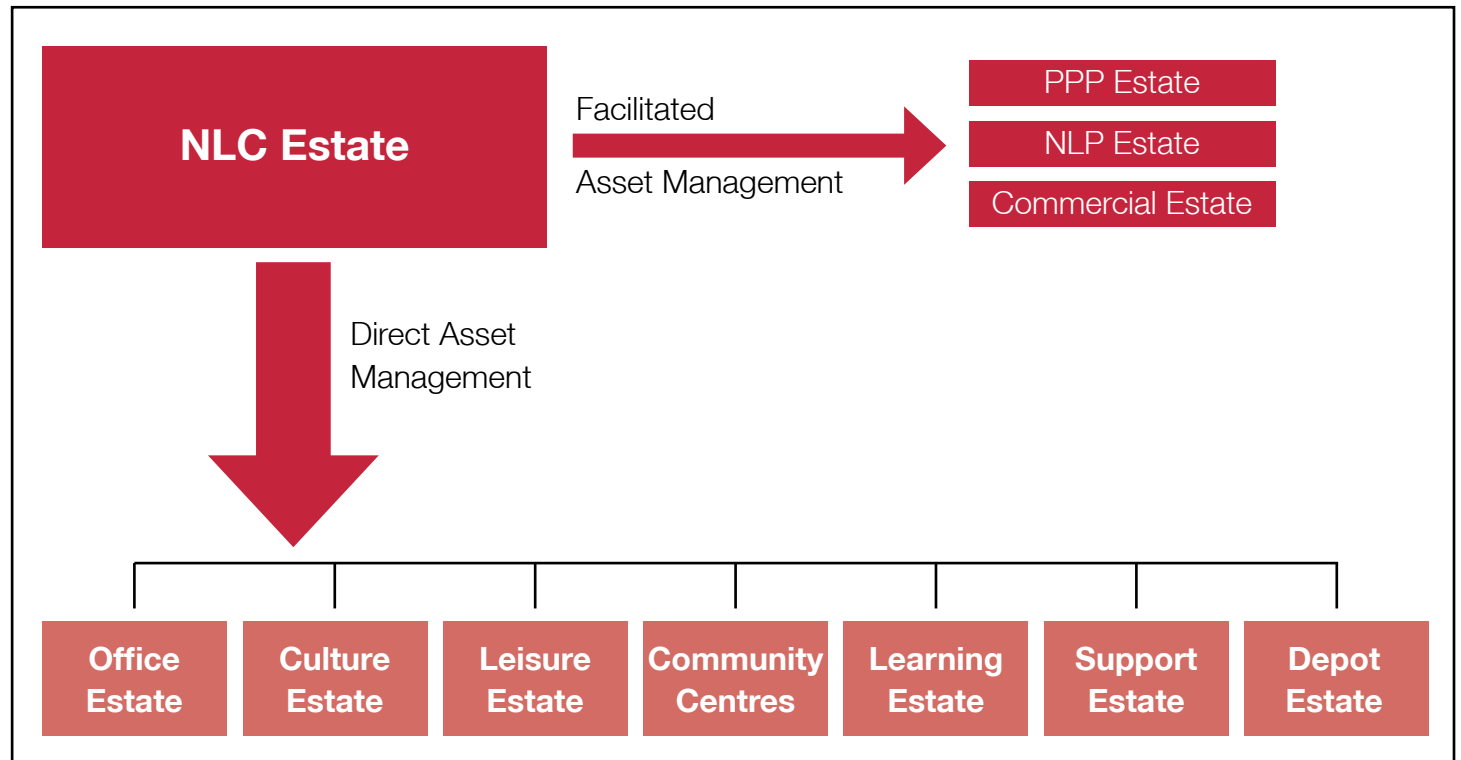 NLC Estate
Facilitated
Asset Management
PPP Estate
NLP Estate
Commercial Estate
Direct Asset
Management
Office
Estate
Culture
Estate
Leisure
Estate
Community
Centres
Learning
Estate
Support
Estate
Depot
Estate